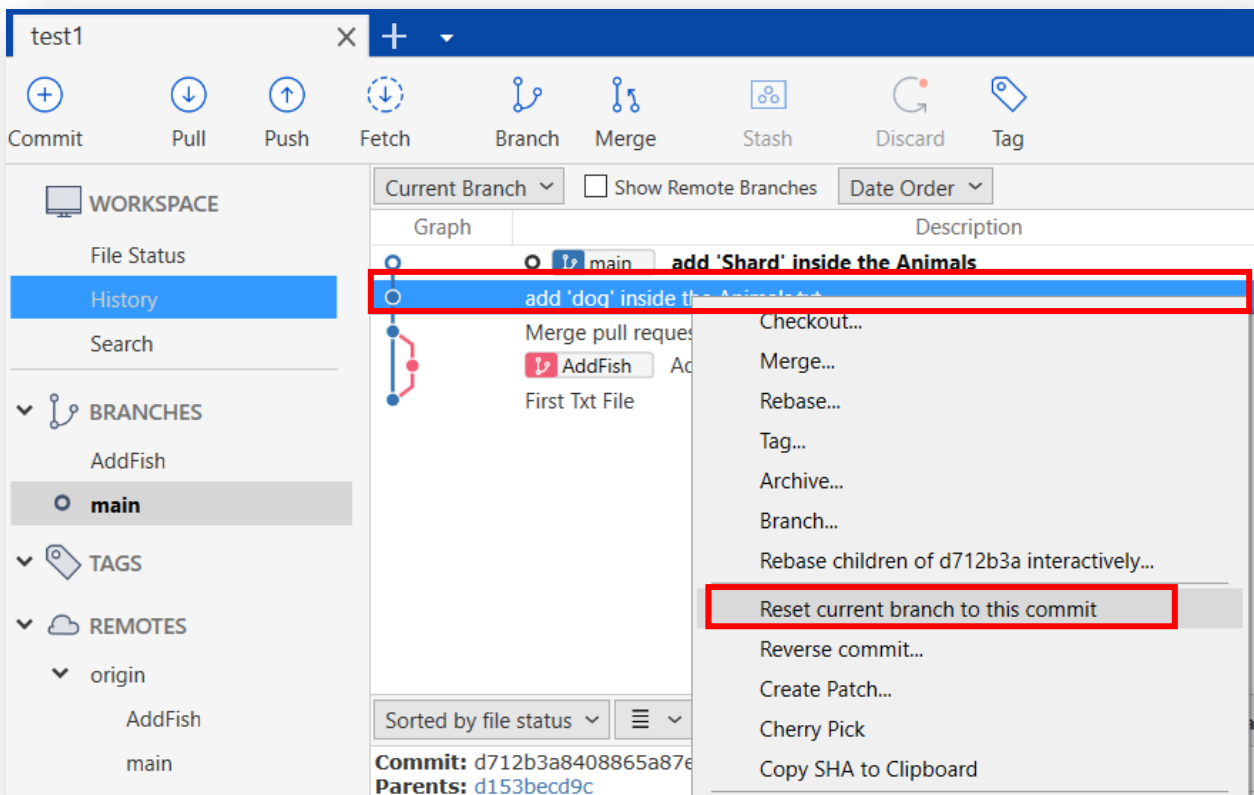 test1
Commit Pull Push Fetch Branch Merge Stash Discard Tag
WORKSPACE
File Status
History
Search
BRANCHES
AddFish
main
TAGS
REMOTES
origin
AddFish
main
Current Branch Show Remote Branches Date Order
Graph Description
main add 'Shard' inside the Animals
add 'dog' inside the Animals.txt
Merge pull reques
AddFish Ad
First Txt File
Checkout...
Merge...
Rebase...
Tag...
Archive...
Branch...
Rebase children of d712b3a interactively...
Reset current branch to this commit
Reverse commit...
Create Patch...
Cherry Pick
Copy SHA to Clipboard
Sorted by file status
Commit: d712b3a8408865a87e
Parents: d153becd9c